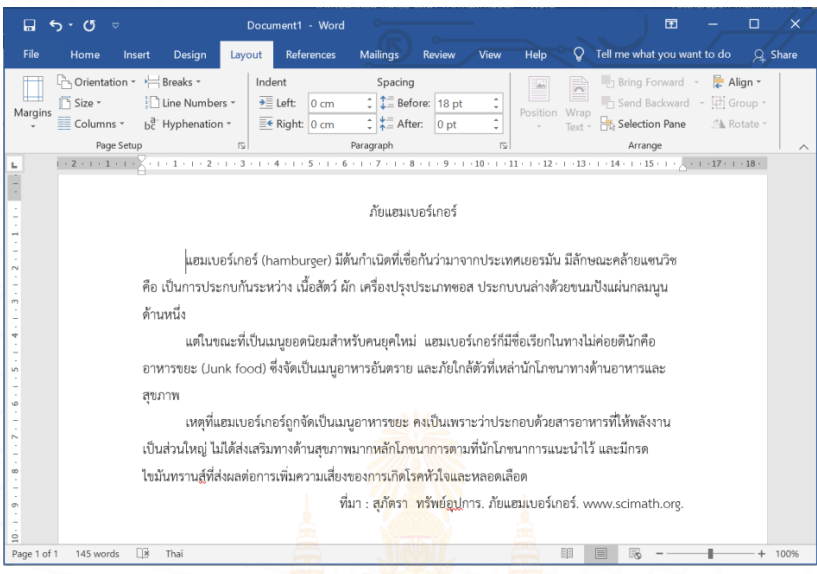 Document1 - Word
File Home Insert Design Layout References Mailings Review View Help Tell me what you want to do Share
Margins
Orientation
Size
Columns
Breaks
Line Numbers
Hyphenation
Page Setup
Indent
Left: 0 cm
Right: 0 cm
Spacing
Before: 18 pt
After: 0 pt
Paragraph
Position
Wrap Text
Bring Forward
Send Backward
Selection Pane
Align
Group
Rotate
Arrange
ภัยแฮมเบอร์เกอร์
แฮมเบอร์เกอร์ (hamburger) มีต้นกำเนิดที่เชื่อกันว่ามาจากประเทศเยอรมัน มีลักษณะคล้ายแซนวิช
คือ เป็นการประกบกันระหว่าง เนื้อสัตว์ ผัก เครื่องปรุงประเภทซอส ประกบบนล่างด้วยขนมปังแผ่นกลมนูน
ด้านหนึ่ง
แต่ในขณะที่เป็นเมนูยอดนิยมสำหรับคนยุคใหม่ แฮมเบอร์เกอร์ก็มีชื่อเรียกในทางไม่ค่อยดีนักคือ
อาหารขยะ (Junk food) ซึ่งจัดเป็นเมนูอาหารอันตราย และภัยใกล้ตัวที่เหล่านักโภชนาทางด้านอาหารและ
สุขภาพ
เหตุที่แฮมเบอร์เกอร์ถูกจัดเป็นเมนูอาหารขยะ คงเป็นเพราะว่าประกอบด้วยสารอาหารที่ให้พลังงาน
เป็นส่วนใหญ่ ไม่ได้ส่งเสริมทางด้านสุขภาพมากหลักโภชนาการตามที่นักโภชนาการแนะนำไว้ และมีกรด
ไขมันทรานส์ที่ส่งผลต่อการเพิ่มความเสี่ยงของการเกิดโรคหัวใจและหลอดเลือด
ที่มา : สุภัตรา ทรัพย์อุปการ. ภัยแฮมเบอร์เกอร์. www.scimath.org.
Page 1 of 1 145 words Thai 100%